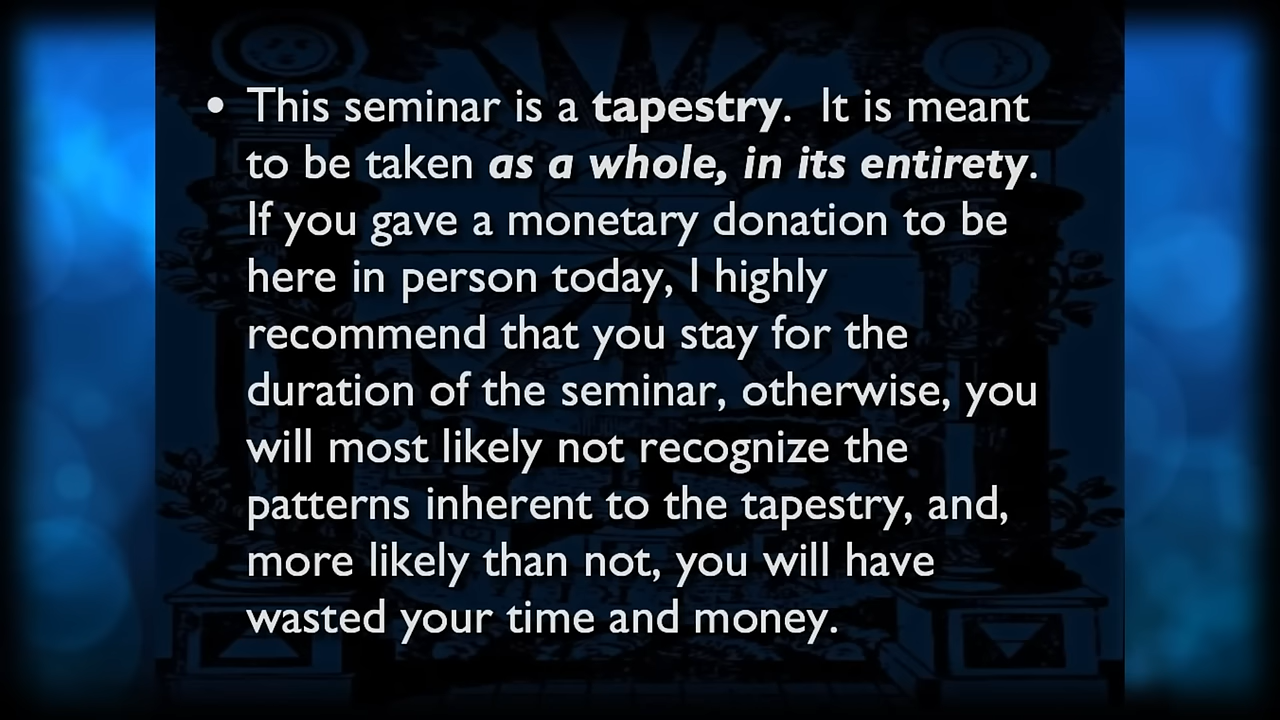 • This seminar is a tapestry.  It is meant
to be taken as a whole, in its entirety.
If you gave a monetary donation to be
here in person today, I highly
recommend that you stay for the
duration of the seminar, otherwise, you
will most likely not recognize the
patterns inherent to the tapestry, and,
more likely than not, you will have
wasted your time and money.